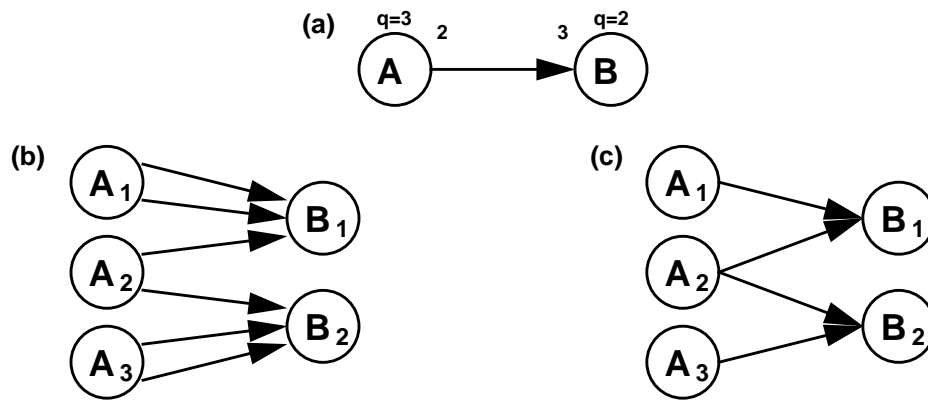 (a)
q=3 2 3 q=2
A B
(b) (c)
A1 A1
B1 B1
A2 A2
B2 B2
A3 A3